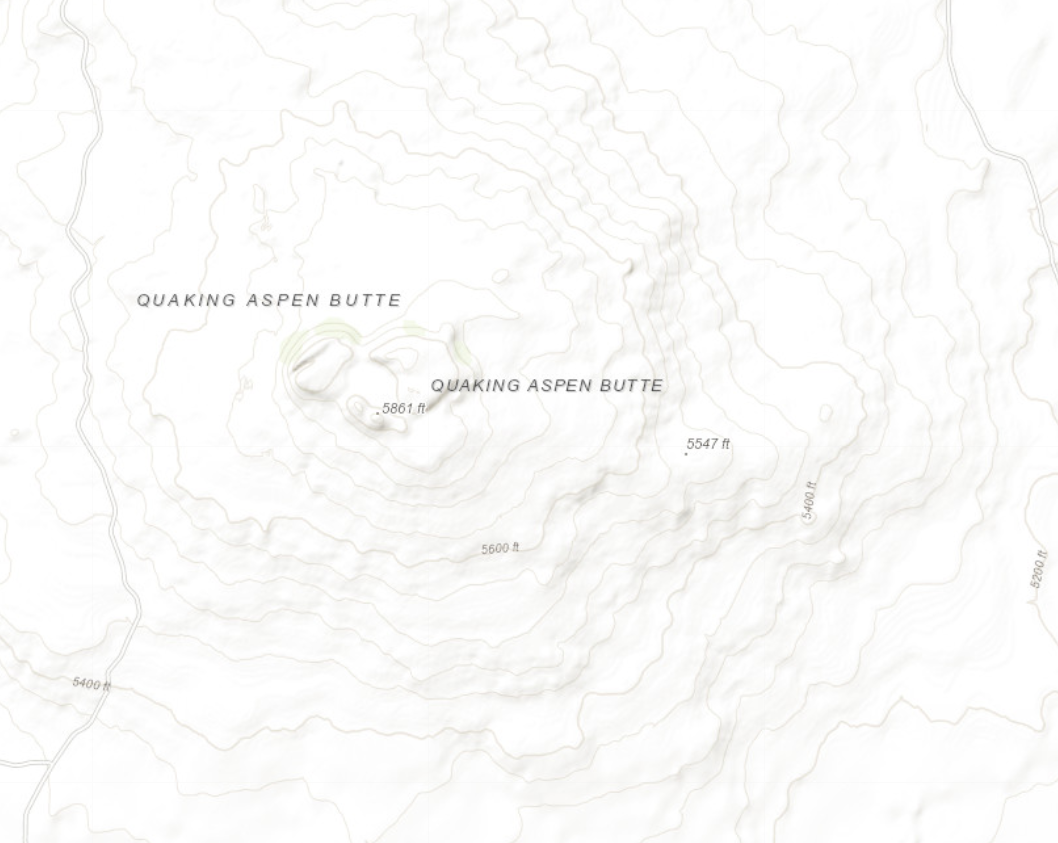 QUAKING ASPEN BUTTE
QUAKING ASPEN BUTTE
5861 ft
5547 ft
5400 ft
5600 ft
5200 ft
5400 ft